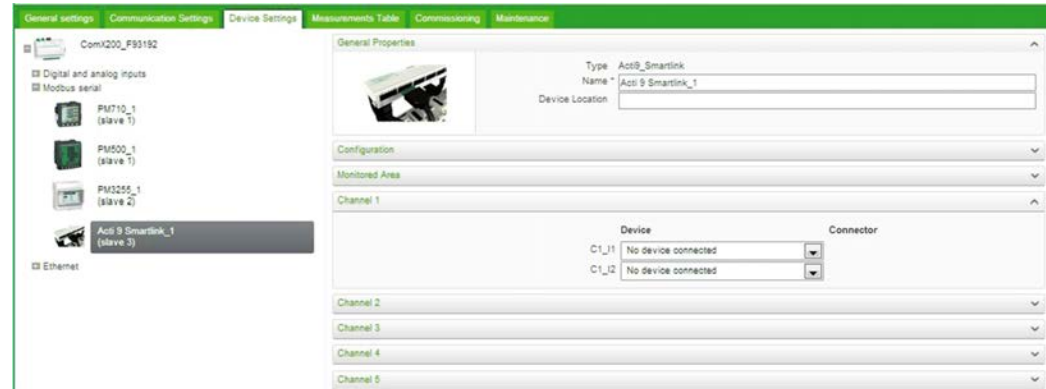 General settings
Communication Settings
Device Settings
Measurements Table
Commissioning
Maintenance
ComX200_F93192
Digital and analog inputs
Modbus serial
PM710_1
(slave 1)
PM500_1
(slave 1)
PM3255_1
(slave 2)
Acti 9 Smartlink_1
(slave 3)
Ethernet
General Properties
Type Acti9_Smartlink
Name * Acti 9 Smartlink_1
Device Location
Configuration
Monitored Area
Channel 1
Device Connector
C1_I1 No device connected
C1_I2 No device connected
Channel 2
Channel 3
Channel 4
Channel 5